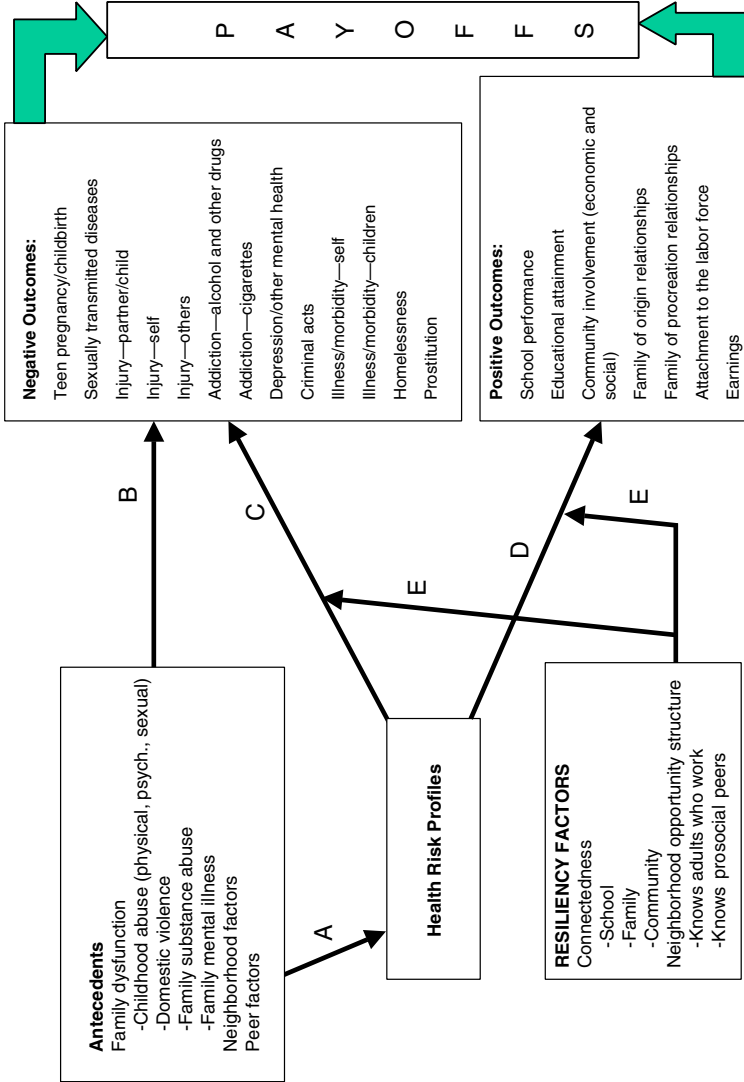 Antecedents
Family dysfunction
-Childhood abuse (physical, psych., sexual)
-Domestic violence
-Family substance abuse
-Family mental illness
Neighborhood factors
Peer factors
A
B
Health Risk Profiles
C
D
RESILIENCY FACTORS
Connectedness
-School
-Family
-Community
Neighborhood opportunity structure
-Knows adults who work
-Knows prosocial peers
E
E
Negative Outcomes:
Teen pregnancy/childbirth
Sexually transmitted diseases
Injury—partner/child
Injury—self
Injury—others
Addiction—alcohol and other drugs
Addiction—cigarettes
Depression/other mental health
Criminal acts
Illness/morbidity—self
Illness/morbidity—children
Homelessness
Prostitution
Positive Outcomes:
School performance
Educational attainment
Community involvement (economic and
social)
Family of origin relationships
Family of procreation relationships
Attachment to the labor force
Earnings
P
A
Y
O
F
F
S